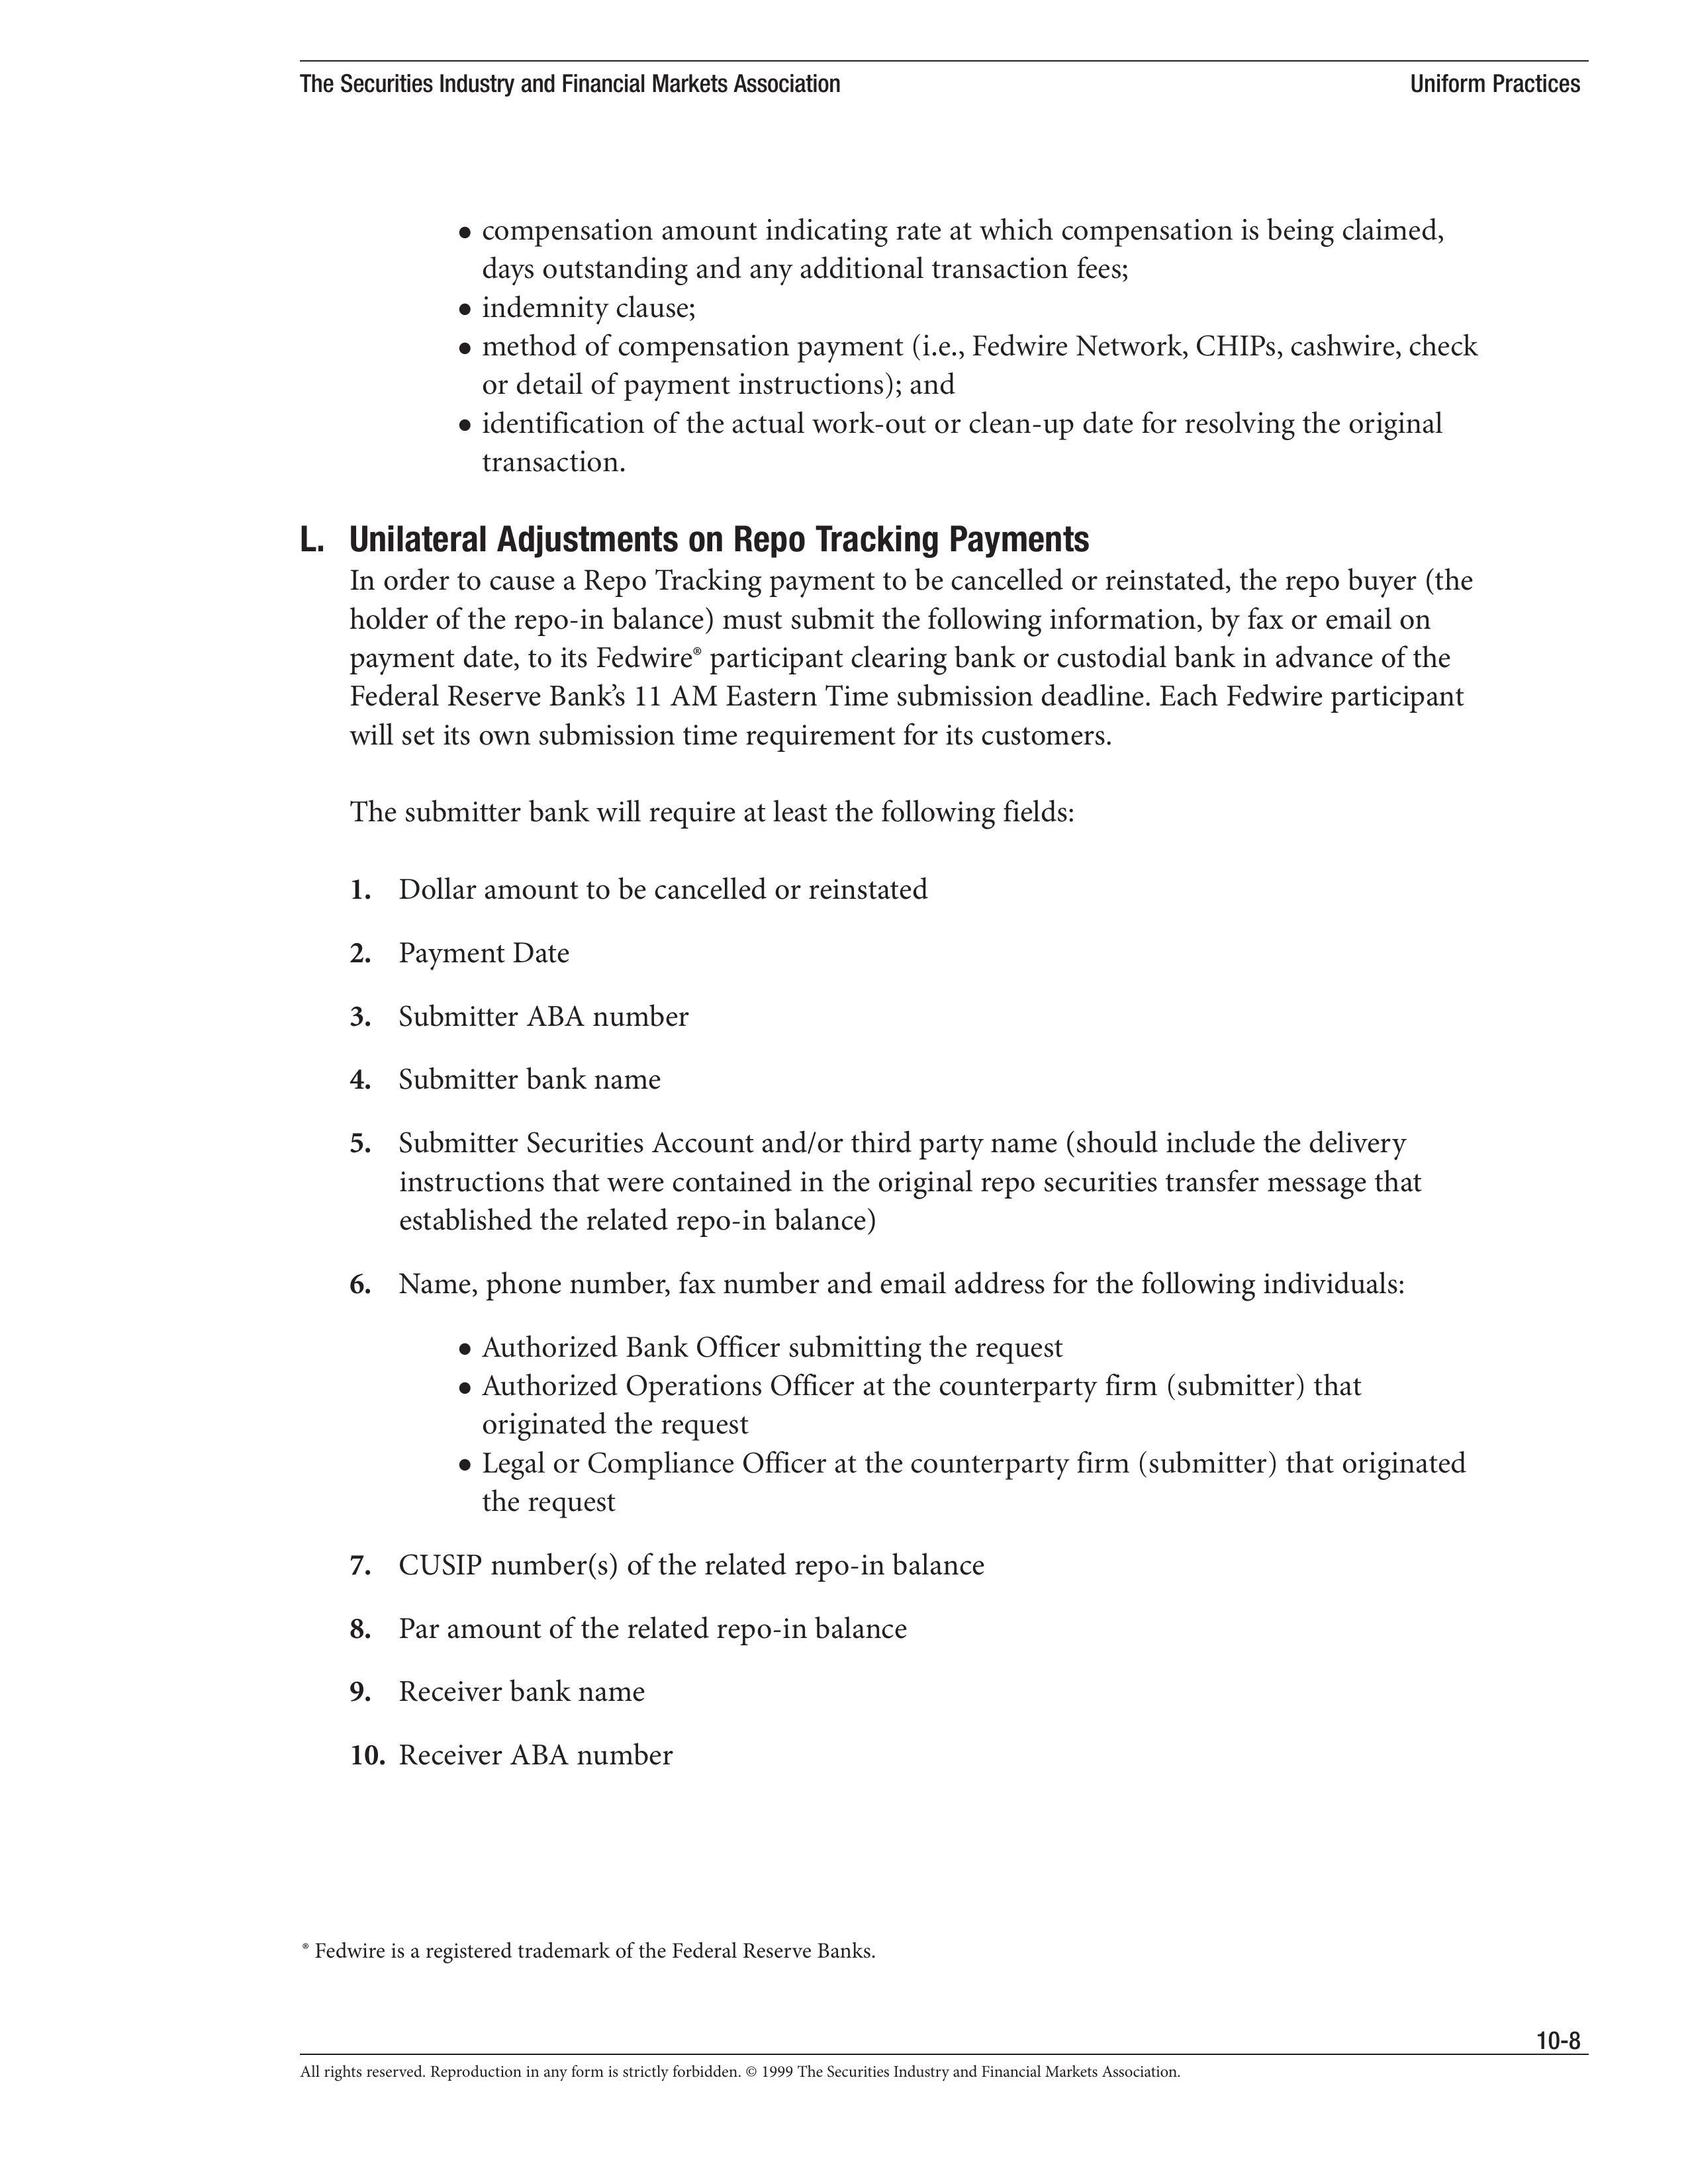 The Securities Industry and Financial Markets Association Uniform Practices
• compensation amount indicating rate at which compensation is being claimed,
days outstanding and any additional transaction fees;
• indemnity clause;
• method of compensation payment (i.e., Fedwire Network, CHIPs, cashwire, check
or detail of payment instructions); and
• identification of the actual work-out or clean-up date for resolving the original
transaction.
L. Unilateral Adjustments on Repo Tracking Payments
In order to cause a Repo Tracking payment to be cancelled or reinstated, the repo buyer (the
holder of the repo-in balance) must submit the following information, by fax or email on
payment date, to its Fedwire® participant clearing bank or custodial bank in advance of the
Federal Reserve Bank’s 11 AM Eastern Time submission deadline. Each Fedwire participant
will set its own submission time requirement for its customers.
The submitter bank will require at least the following fields:
1. Dollar amount to be cancelled or reinstated
2. Payment Date
3. Submitter ABA number
4. Submitter bank name
5. Submitter Securities Account and/or third party name (should include the delivery
instructions that were contained in the original repo securities transfer message that
established the related repo-in balance)
6. Name, phone number, fax number and email address for the following individuals:
• Authorized Bank Officer submitting the request
• Authorized Operations Officer at the counterparty firm (submitter) that
originated the request
• Legal or Compliance Officer at the counterparty firm (submitter) that originated
the request
7. CUSIP number(s) of the related repo-in balance
8. Par amount of the related repo-in balance
9. Receiver bank name
10. Receiver ABA number
® Fedwire is a registered trademark of the Federal Reserve Banks.
10-8
All rights reserved. Reproduction in any form is strictly forbidden. © 1999 The Securities Industry and Financial Markets Association.